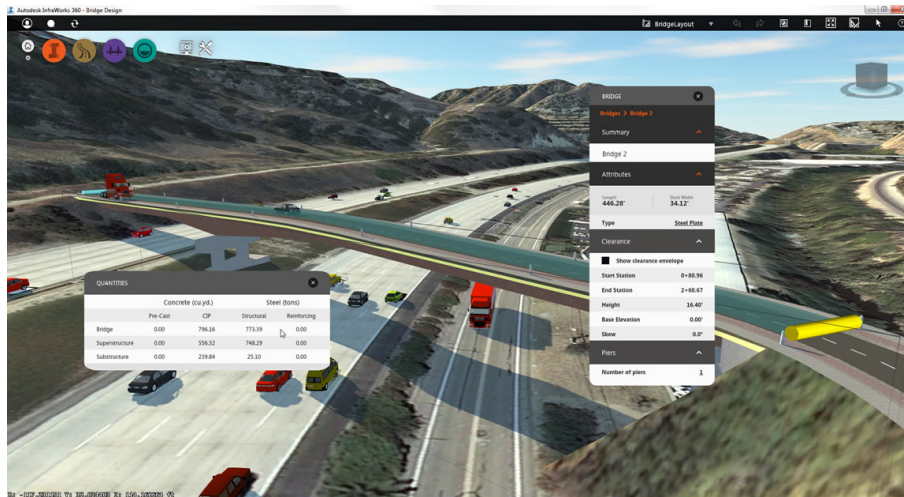 Autodesk InfraWorks 360 - Bridge Design
BridgeLayout
BRIDGE
Bridges > Bridge 2
Summary
Bridge 2
Attributes
Length Deck Width
446.28' 34.12'
Type Steel Plate
Clearance
Show clearance envelope
Start Station 0+80.96
End Station 2+60.67
Height 16.40'
Base Elevation 0.00'
Skew 0.0°
Piers
Number of piers 1
QUANTITIES
Concrete (cu.yd.) Steel (tons)
Pre-Cast CIP Structural Reinforcing
Bridge 0.00 796.16 773.39 0.00
Superstructure 0.00 556.32 748.29 0.00
Substructure 0.00 239.84 25.10 0.00